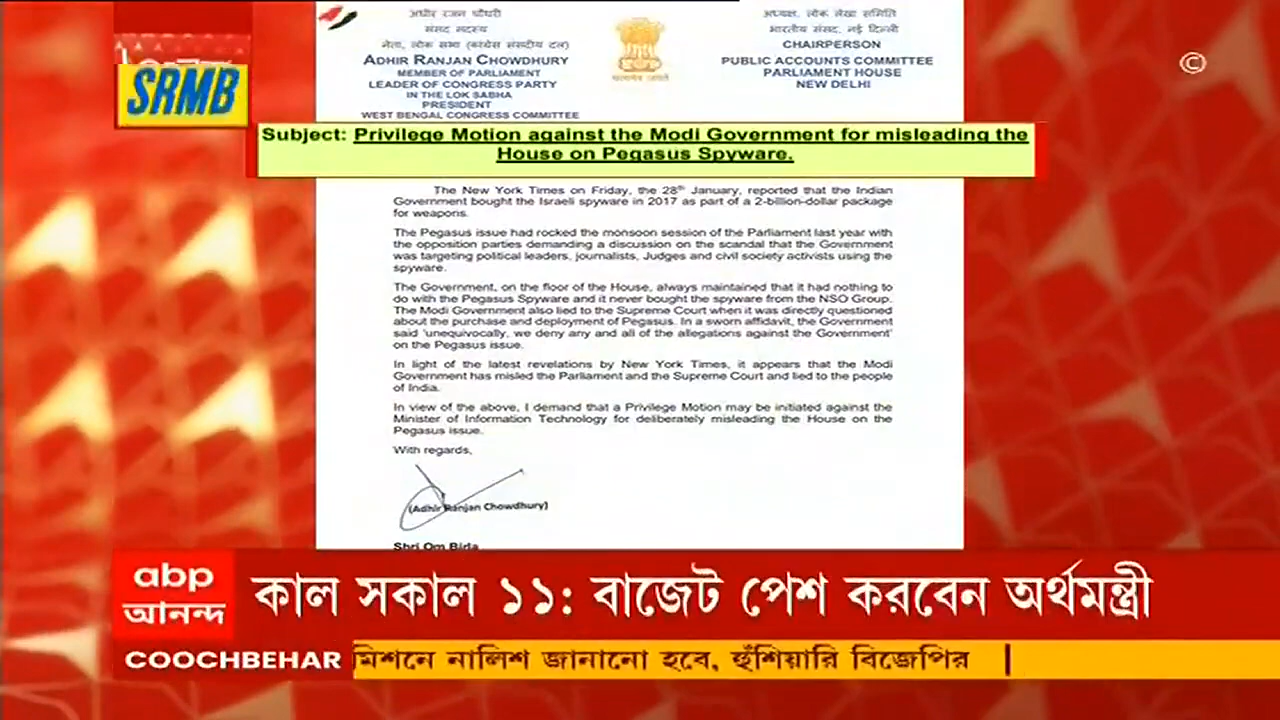 अधीर रंजन चौधरी
संसद सदस्य
नेता, लोक सभा (कांग्रेस संसदीय दल)
ADHIR RANJAN CHOWDHURY
MEMBER OF PARLIAMENT
LEADER OF CONGRESS PARTY
IN THE LOK SABHA
PRESIDENT
WEST BENGAL CONGRESS COMMITTEE
अध्यक्ष, लोक लेखा समिति
भारतीय संसद, नई दिल्ली
CHAIRPERSON
PUBLIC ACCOUNTS COMMITTEE
PARLIAMENT HOUSE
NEW DELHI
©
SRMB
Subject: Privilege Motion against the Modi Government for misleading the
House on Pegasus Spyware.
The New York Times on Friday, the 28th January, reported that the Indian
Government bought the Israeli spyware in 2017 as part of a 2-billion-dollar package
for weapons.
The Pegasus issue had rocked the monsoon session of the Parliament last year with
the opposition parties demanding a discussion on the scandal that the Government
was targeting political leaders, journalists, Judges and civil society activists using the
spyware.
The Government, on the floor of the House, always maintained that it had nothing to
do with the Pegasus Spyware and it never bought the spyware from the NSO Group.
The Modi Government also lied to the Supreme Court when it was directly questioned
about the purchase and deployment of Pegasus. In a sworn affidavit, the Government
said 'unequivocally, we deny any and all of the allegations against the Government'
on the Pegasus issue.
In light of the latest revelations by New York Times, it appears that the Modi
Government has misled the Parliament and the Supreme Court and lied to the people
of India.
In view of the above, I demand that a Privilege Motion may be initiated against the
Minister of Information Technology for deliberately misleading the House on the
Pegasus issue.
With regards,
(Adhir Ranjan Chowdhury)
Shri Om Birla
abp
আনন্দ
কাল সকাল ১১: বাজেট পেশ করবেন অর্থমন্ত্রী
COOCHBEHAR
মিশনে নালিশ জানানো হবে, হুঁশিয়ারি বিজেপির